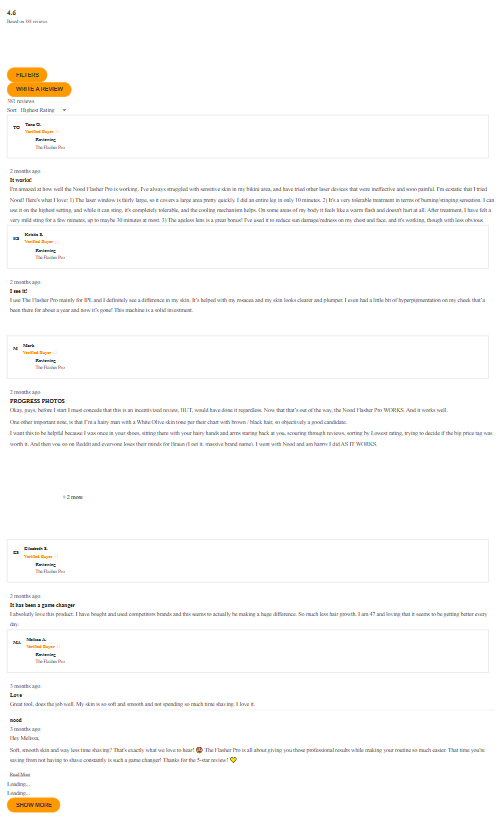 4.6
Based on 381 reviews
FILTERS
WRITE A REVIEW
381 reviews
Sort Highest Rating
TG
Tara G.
Verified Buyer
Reviewing
The Flasher Pro
2 months ago
It works!
I'm amazed at how well the Nood Flasher Pro is working. I've always struggled with sensitive skin in my bikini area, and have tried other laser devices that were ineffective and sooo painful. I'm ecstatic that I tried
Nood! Here's what I love: 1) The laser window is fairly large, so it covers a large area pretty quickly. I did an entire leg in only 10 minutes. 2) It's a very tolerable treatment in terms of burning/stinging sensation. I can
use it on the highest setting, and while it can sting, it's completely tolerable, and the cooling mechanism helps. On some areas of my body it feels like a warm flash and doesn't hurt at all. After treatment, I have felt a
very mild sting for a few minutes, up to maybe 30 minutes at most. 3) The ageless lens is a great bonus! I've used it to reduce sun damage/redness on my chest and face, and it's working, though with less obvious
KS
Kristin S.
Verified Buyer
Reviewing
The Flasher Pro
2 months ago
I see it!
I use The Flasher Pro mainly for IPL and I definitely see a difference in my skin. It's helped with my rosacea and my skin looks clearer and plumper. I even had a little bit of hyperpigmentation on my cheek that's
been there for about a year and now it's gone! This machine is a solid investment.
M
Mark
Verified Buyer
Reviewing
The Flasher Pro
2 months ago
PROGRESS PHOTOS
Okay, guys, before I start I must concede that this is an incentivized review, BUT, would have done it regardless. Now that that's out of the way, the Nood Flasher Pro WORKS. And it works well.
One other important note, is that I'm a hairy man with a White Olive skin tone per their chart with brown / black hair, so objectively a good candidate.
I want this to be helpful because I was once in your shoes, sitting there with your hairy hands and arms staring back at you, scouring through reviews, sorting by Lowest rating, trying to decide if the big price tag was
worth it. And then you go on Reddit and everyone loses their minds for Braun (I get it, massive brand name). I went with Nood and am happy I did AS IT WORKS.
+ 2 more
ES
Elizabeth S.
Verified Buyer
Reviewing
The Flasher Pro
2 months ago
It has been a game changer
I absolutely love this product. I have bought and used competitors brands and this seems to actually be making a huge difference. So much less hair growth. I am 47 and loving that it seems to be getting better every
day.
MA
Melissa A.
Verified Buyer
Reviewing
The Flasher Pro
3 months ago
Love
Great tool, does the job well. My skin is so soft and smooth and not spending so much time shaving. I love it.
nood
3 months ago
Hey Melissa,
Soft, smooth skin and way less time shaving? That's exactly what we love to hear! 🥰 The Flasher Pro is all about giving you those professional results while making your routine so much easier. That time you're
saving from not having to shave constantly is such a game changer! Thanks for the 5-star review! 💛
Read More
Loading...
Loading...
SHOW MORE